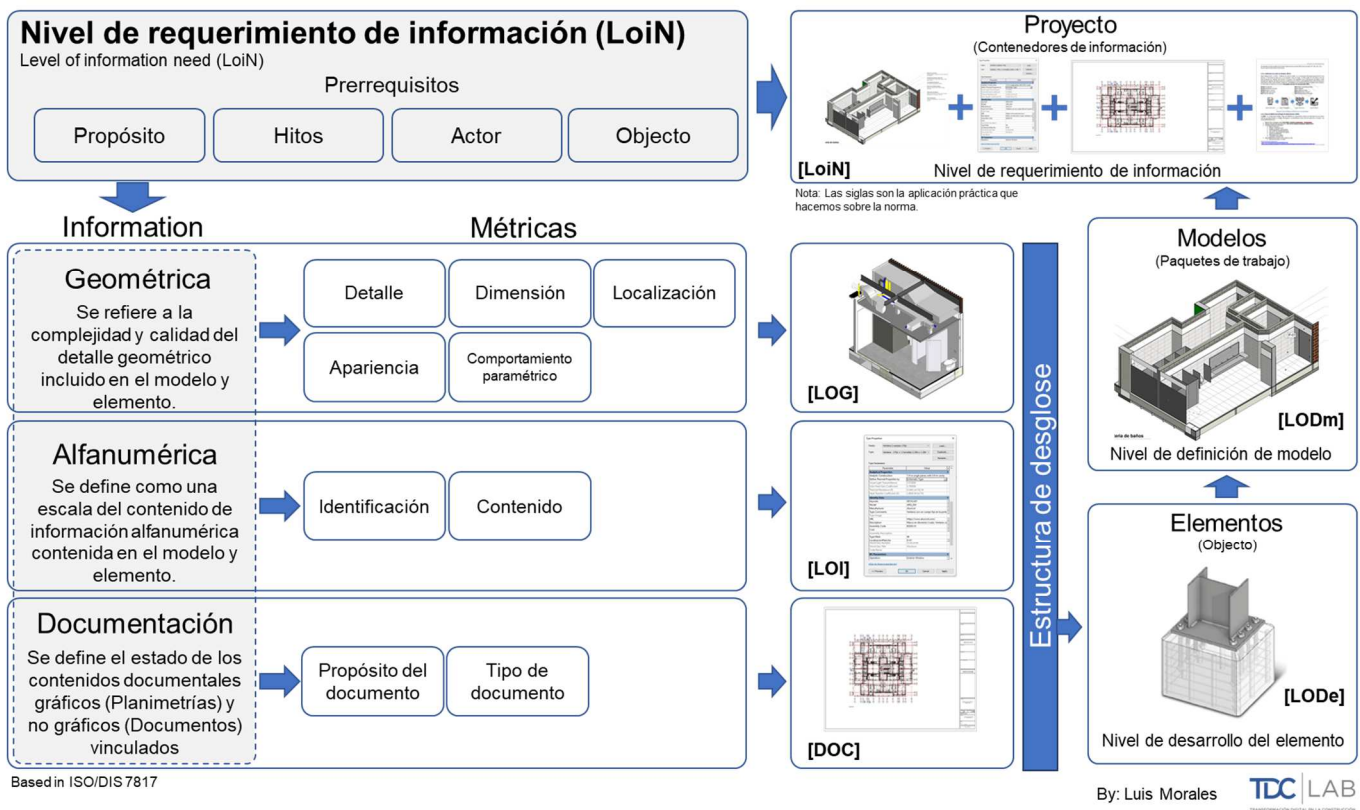 Nivel de requerimiento de información (LoiN)
Level of information need (LoiN)
Prerrequisitos
Propósito
Hitos
Actor
Objecto
Proyecto
(Contenedores de información)
[LoiN]
Nivel de requerimiento de información
Nota: Las siglas son la aplicación práctica que
hacemos sobre la norma.
Information
Métricas
Geométrica
Se refiere a la
complejidad y calidad del
detalle geométrico
incluido en el modelo y
elemento.
Detalle
Dimensión
Localización
Apariencia
Comportamiento
paramétrico
[LOG]
Alfanumérica
Se define como una
escala del contenido de
información alfanumérica
contenida en el modelo y
elemento.
Identificación
Contenido
[LOI]
Documentación
Se define el estado de los
contenidos documentales
gráficos (Planimetrías) y
no gráficos (Documentos)
vinculados
Propósito del
documento
Tipo de
documento
[DOC]
Estructura de desglose
Modelos
(Paquetes de trabajo)
[LODm]
Nivel de definición de modelo
Elementos
(Objecto)
[LODe]
Nivel de desarrollo del elemento
Based in ISO/DIS 7817
By: Luis Morales
TDC LAB
TRANSFORMACIÓN DIGITAL EN LA CONSTRUCCIÓN